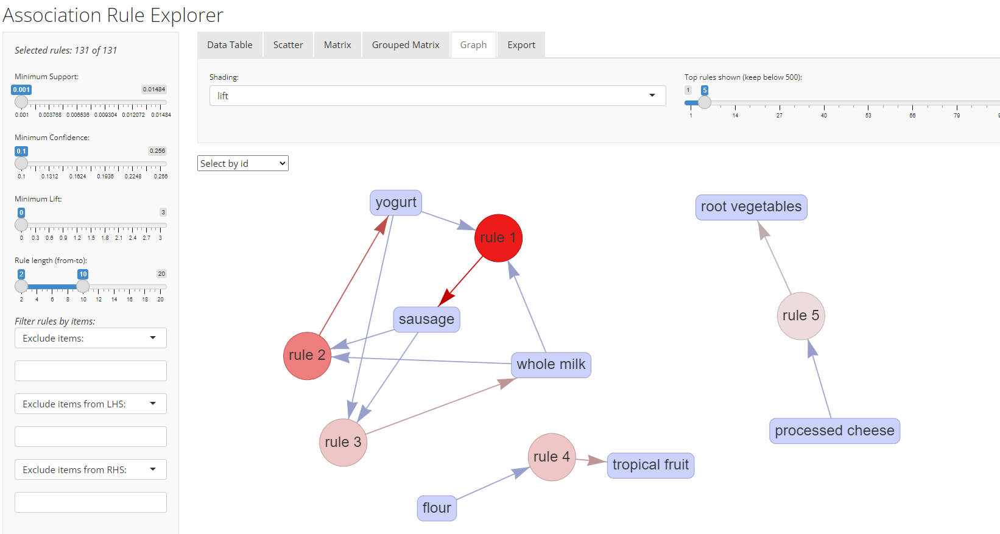 Association Rule Explorer
Selected rules: 131 of 131
Minimum Support:
0.001 0.01484
0.001 0.003768 0.006536 0.009304 0.012072 0.01484
Minimum Confidence:
0.1 0.256
0.1 0.1312 0.1624 0.1936 0.2248 0.256
Minimum Lift:
0 3
0 0.3 0.6 0.9 1.2 1.5 1.8 2.1 2.4 2.7 3
Rule length (from-to):
2 10 20
2 4 6 8 10 12 14 16 18 20
Filter rules by items:
Exclude items:
Exclude items from LHS:
Exclude items from RHS:
Data Table Scatter Matrix Grouped Matrix Graph Export
Shading:
lift
Top rules shown (keep below 500):
1 5
1 14 27 40 53 66 79
Select by id
yogurt
root vegetables
rule 1
sausage
rule 5
rule 2
whole milk
processed cheese
rule 3
rule 4
tropical fruit
flour